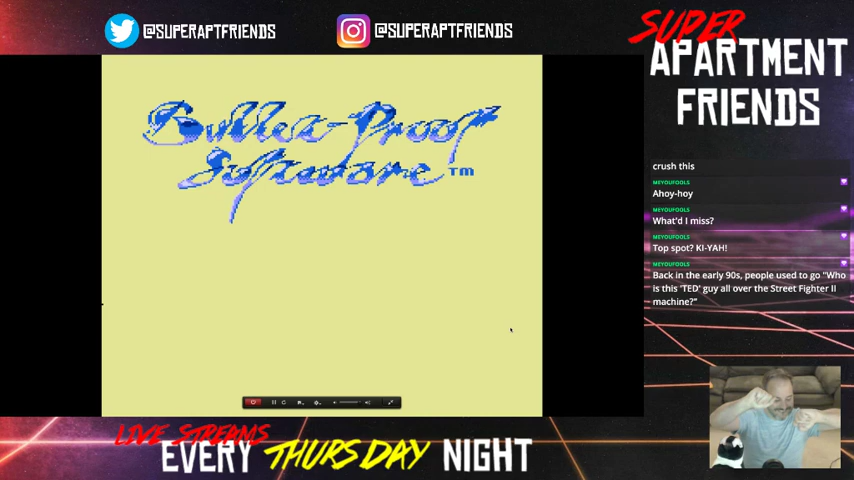 @SUPERAPTFRIENDS
@SUPERAPTFRIENDS
SUPER
APARTMENT
FRIENDS
Bullet-Proof
Software™
crush this
MEYOUFOOLS
Ahoy-hoy
MEYOUFOOLS
What'd I miss?
MEYOUFOOLS
Top spot? KI-YAH!
MEYOUFOOLS
Back in the early 90s, people used to go "Who
is this 'TED' guy all over the Street Fighter II
machine?"
LIVE STREAMS
EVERY THURSDAY NIGHT